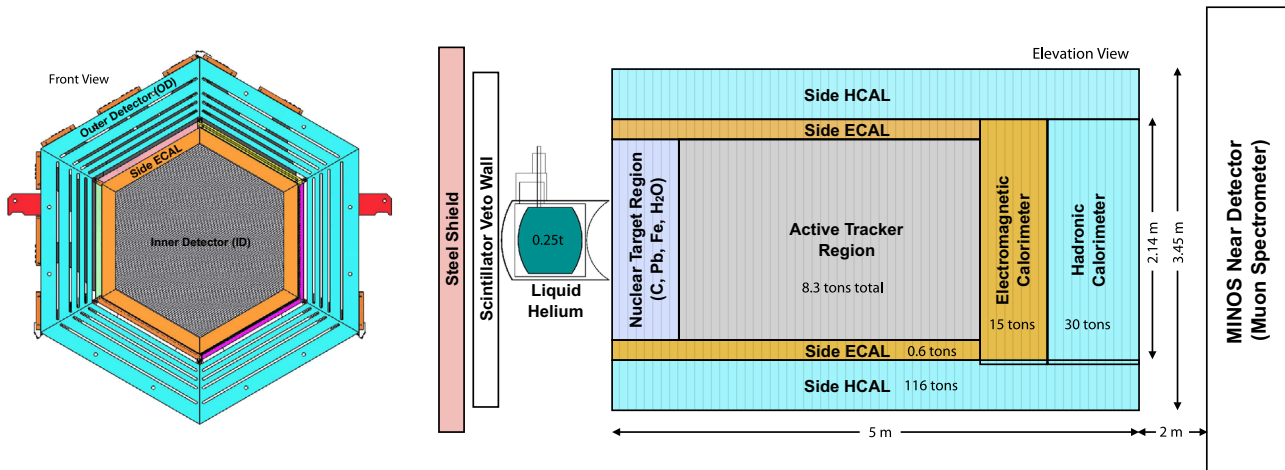 Front View
Outer Detector (OD)
Side ECAL
Inner Detector (ID)
Steel Shield
Scintillator Veto Wall
0.25t
Liquid
Helium
Elevation View
Side HCAL
Side ECAL
Nuclear Target Region
(C, Pb, Fe, H₂O)
Active Tracker
Region
8.3 tons total
Electromagnetic
Calorimeter
15 tons
Hadronic
Calorimeter
30 tons
Side ECAL 0.6 tons
Side HCAL 116 tons
2.14 m
3.45 m
5 m
2 m
MINOS Near Detector
(Muon Spectrometer)